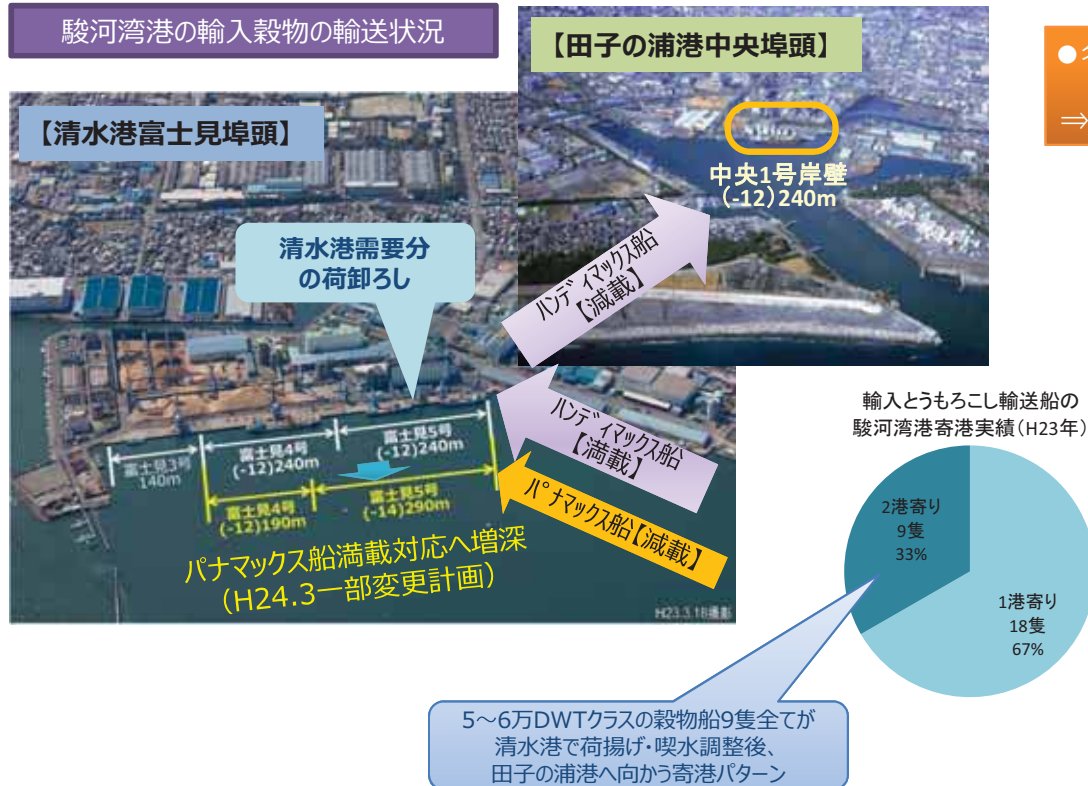 駿河湾港の輸入穀物の輸送状況
【田子の浦港中央埠頭】
●
⇒
【清水港富士見埠頭】
中央1号岸壁
(-12)240m
清水港需要分
の荷卸ろし
ハンディマックス船
【減載】
ハンディマックス船
【満載】
パナマックス船【減載】
富士見3号
140m
富士見4号
(-12)240m
富士見5号
(-12)240m
富士見4号
(-12)190m
富士見5号
(-14)290m
パナマックス船満載対応へ増深
(H24.3一部変更計画)
H23.3.18撮影
輸入とうもろこし輸送船の
駿河湾港寄港実績(H23年)
2港寄り
9隻
33%
1港寄り
18隻
67%
5～6万DWTクラスの穀物船9隻全てが
清水港で荷揚げ・喫水調整後、
田子の浦港へ向かう寄港パターン